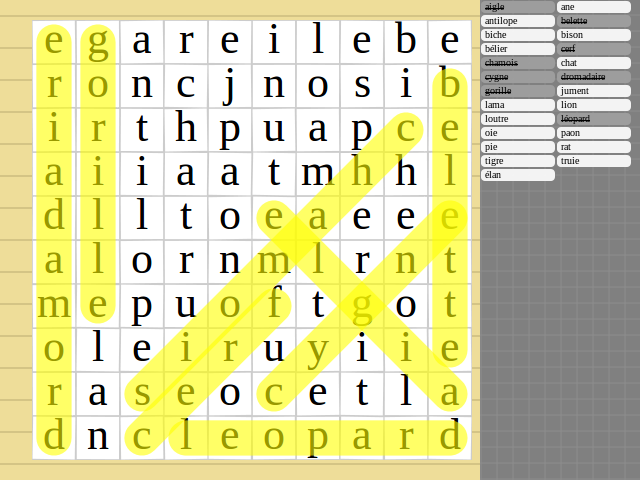 e g a r e i l e b e
r o n c j n o s i b
i r t h p u a p c e
a i i a a t m h h l
d l l t o e a e e e
a l o r n m l r n t
m e p u o f t g o t
o l e i r u y i i e
r a s e o c e t l a
d n c l e o p a r d
aigle ane
antilope belette
biche bison
bélier cerf
chamois chat
cygne dromadaire
gorille jument
lama lion
loutre léopard
oie paon
pie rat
tigre truie
élan